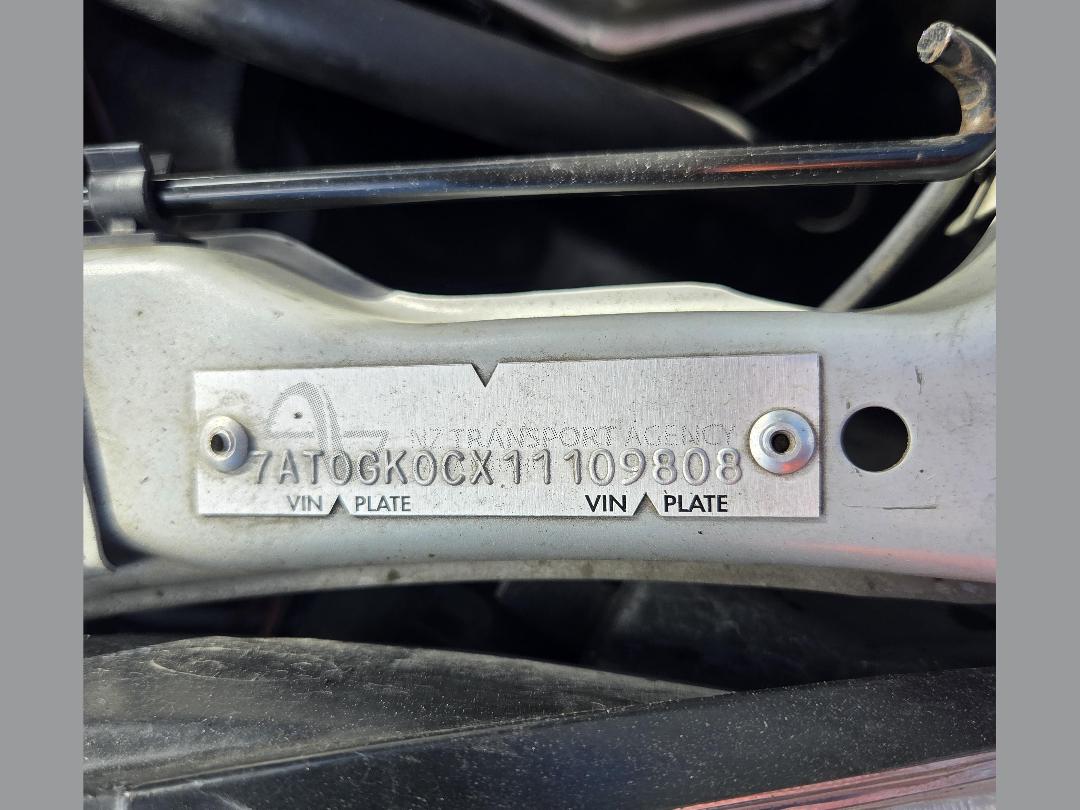 NZ TRANSPORT AGENCY
7AT0GK0CX11109808
VIN PLATE VIN PLATE